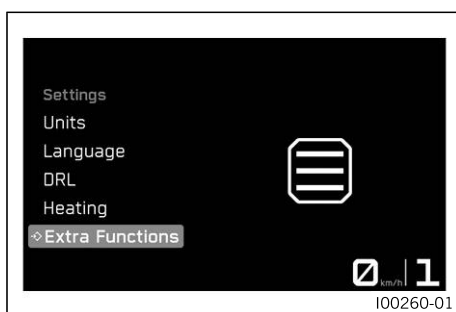 Settings
Units
Language
DRL
Heating
Extra Functions
0 km/h 1
I00260-01